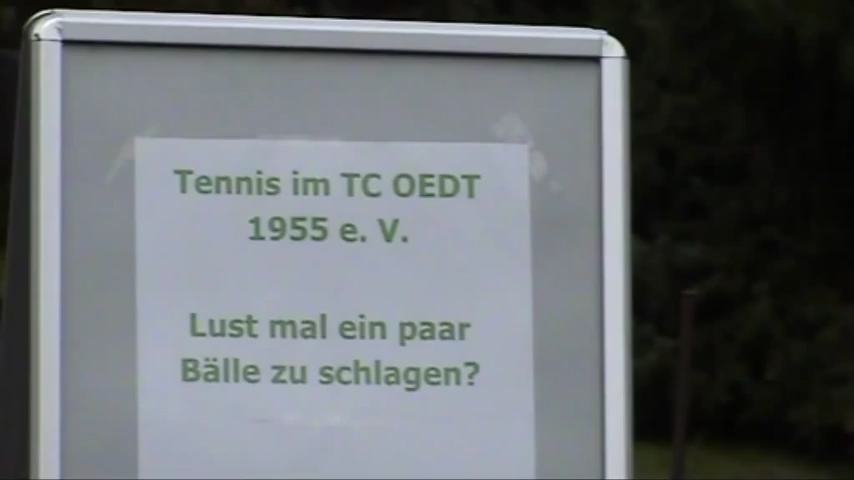 Tennis im TC OEDT
1955 e. V.
Lust mal ein paar
Bälle zu schlagen?